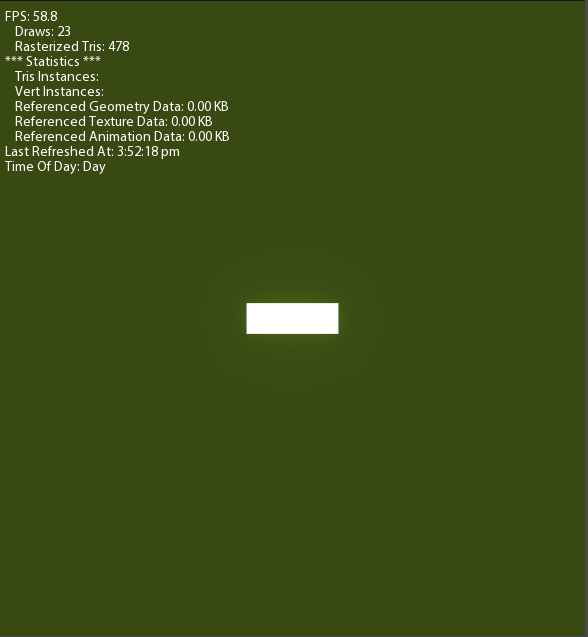 FPS: 58.8
Draws: 23
Rasterized Tris: 478
*** Statistics ***
Tris Instances:
Vert Instances:
Referenced Geometry Data: 0.00 KB
Referenced Texture Data: 0.00 KB
Referenced Animation Data: 0.00 KB
Last Refreshed At: 3:52:18 pm
Time Of Day: Day